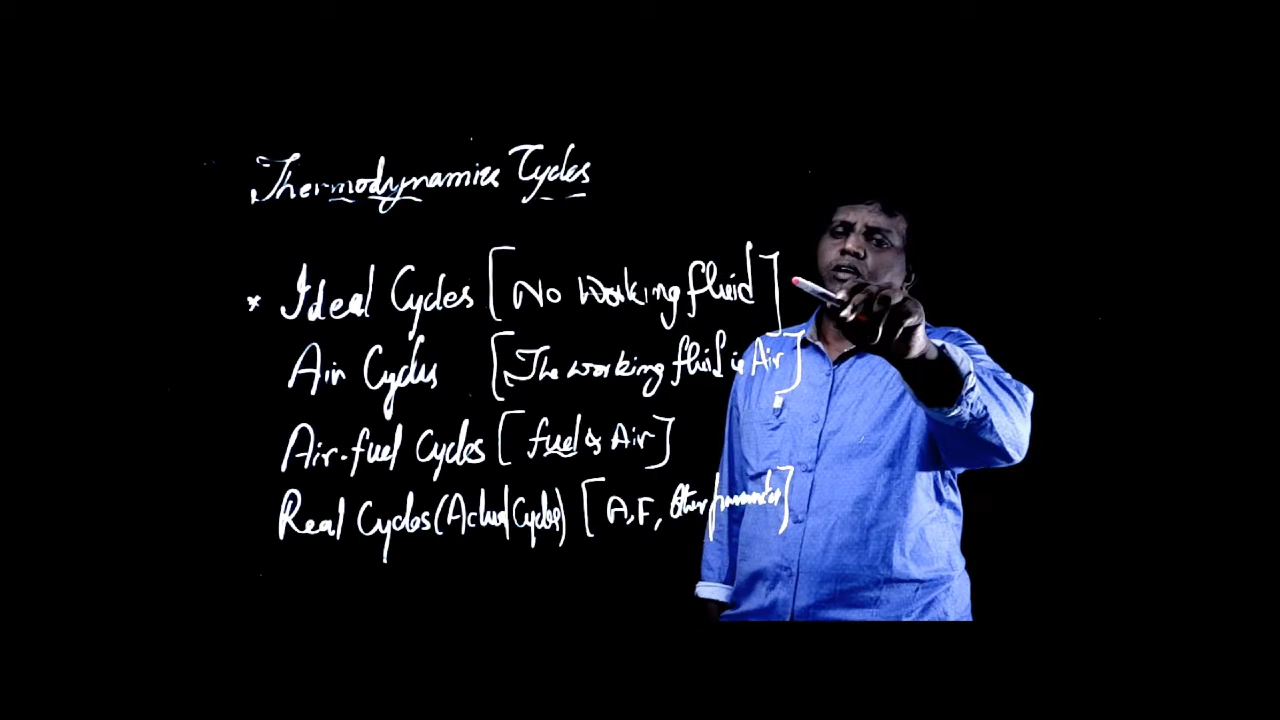 Thermodynamics Cycles
* Ideal Cycles [No Working fluid]
Air Cycles [The working fluid is Air]
Air-fuel Cycles [fuel & Air]
Real Cycles (Actual Cycles) [A, F, Other parameters]